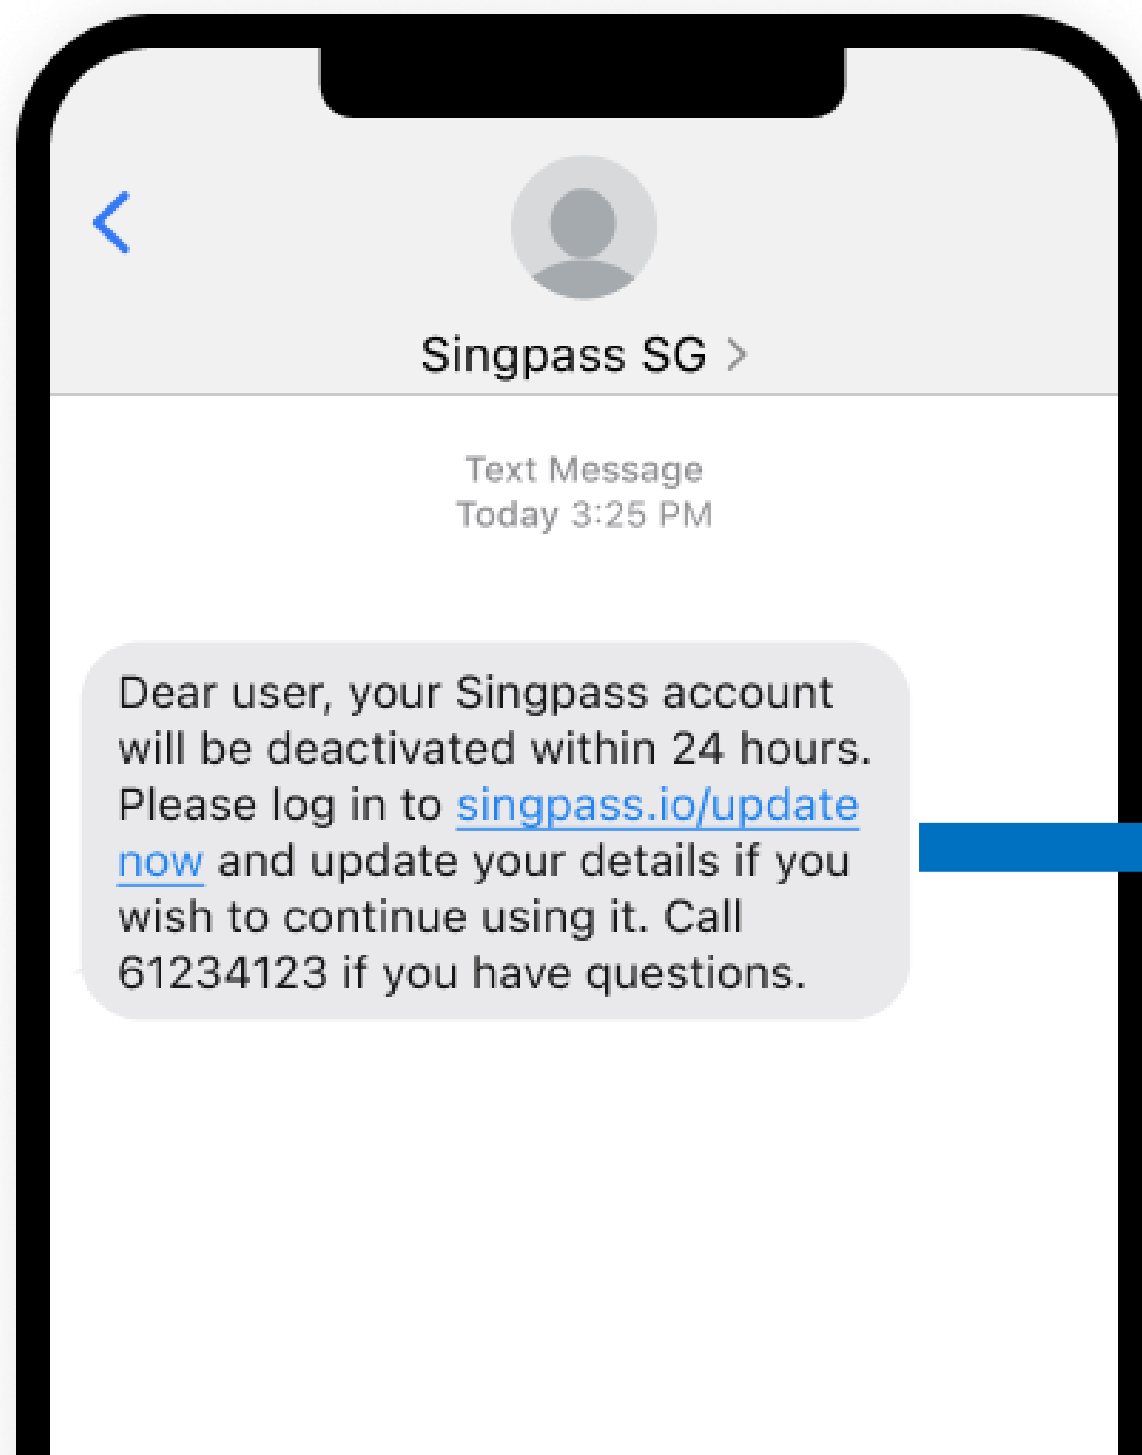 Singpass SG
Text Message
Today 3:25 PM
Dear user, your Singpass account
will be deactivated within 24 hours.
Please log in to singpass.io/update
now and update your details if you
wish to continue using it. Call
61234123 if you have questions.